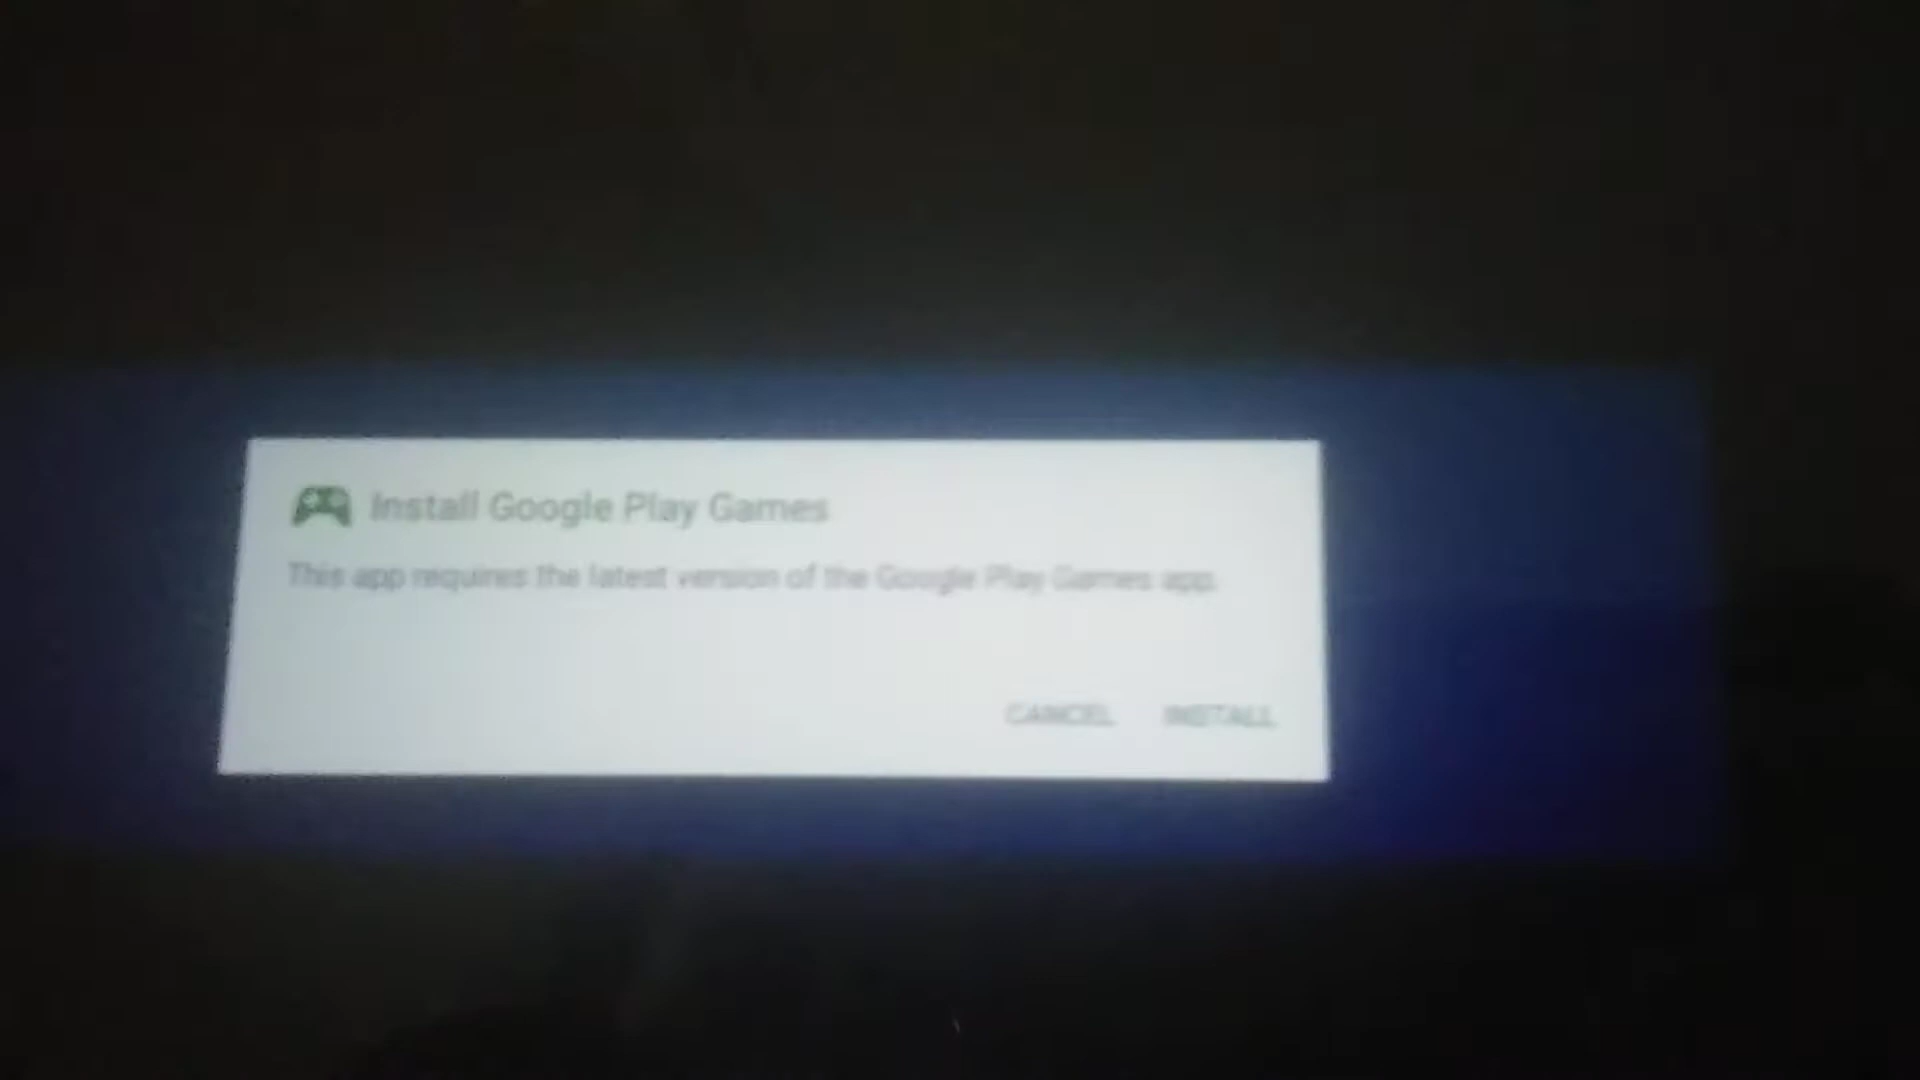 Install Google Play Games
This app requires the latest version of the Google Play Games app.
CANCEL INSTALL